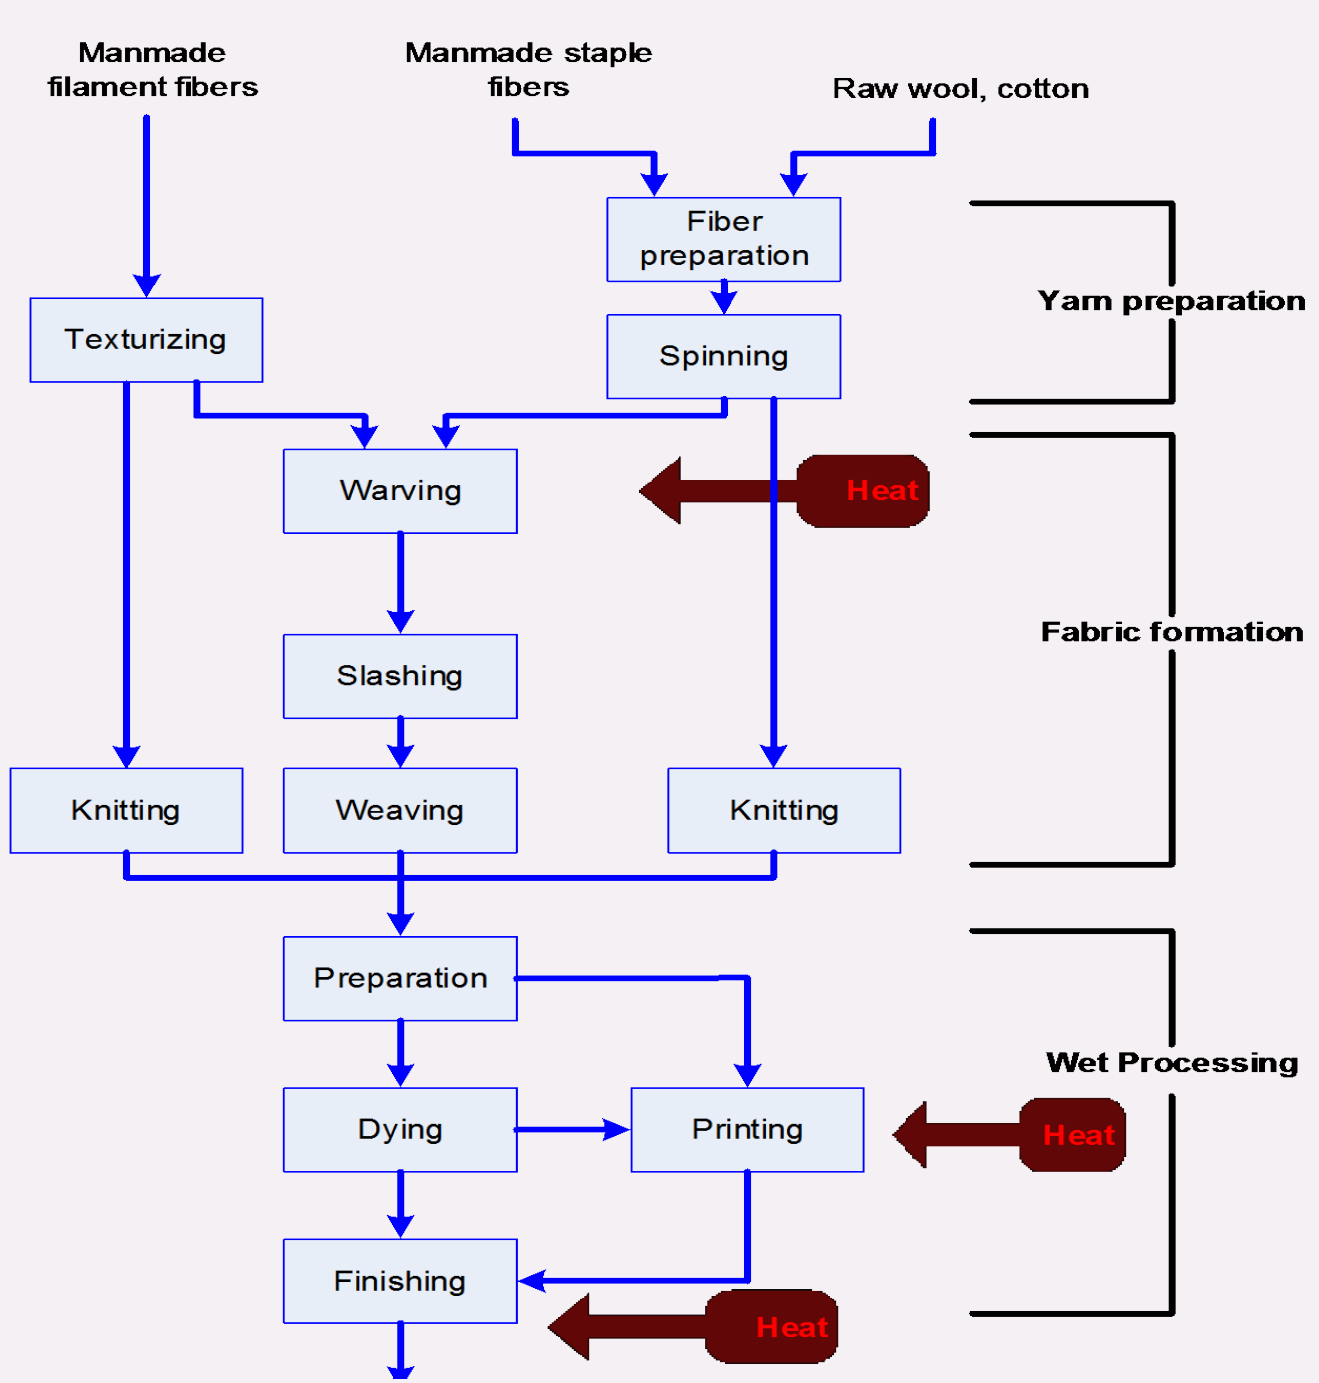 Manmade
filament fibers
Manmade staple
fibers
Raw wool, cotton
Fiber
preparation
Yarn preparation
Texturizing
Spinning
Warving
Heat
Fabric formation
Slashing
Knitting
Weaving
Knitting
Preparation
Wet Processing
Dying
Printing
Heat
Finishing
Heat